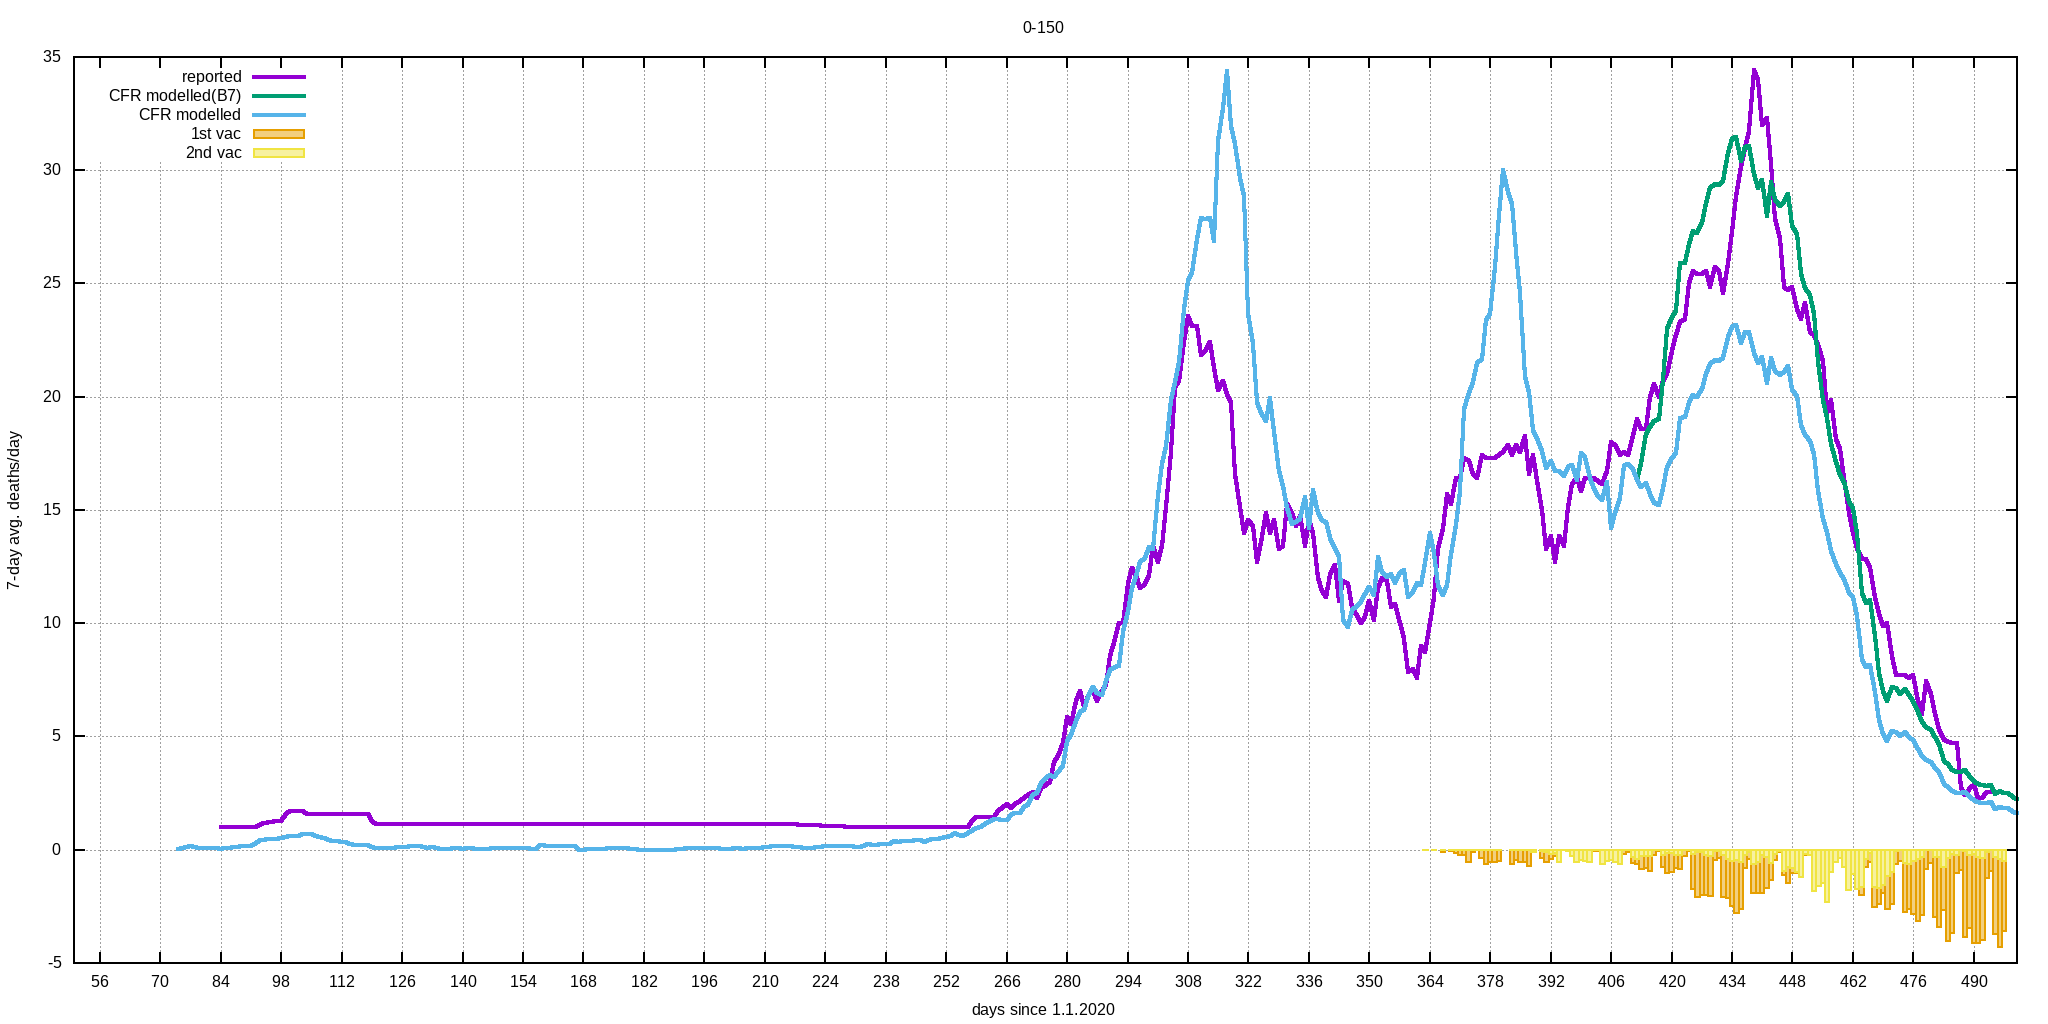 0-150
35
reported
CFR modelled(B7)
CFR modelled
1st vac
2nd vac
30
25
20
15
10
5
0
-5
7-day avg. deaths/day
56 70 84 98 112 126 140 154 168 182 196 210 224 238 252 266 280 294 308 322 336 350 364 378 392 406 420 434 448 462 476 490
days since 1.1.2020